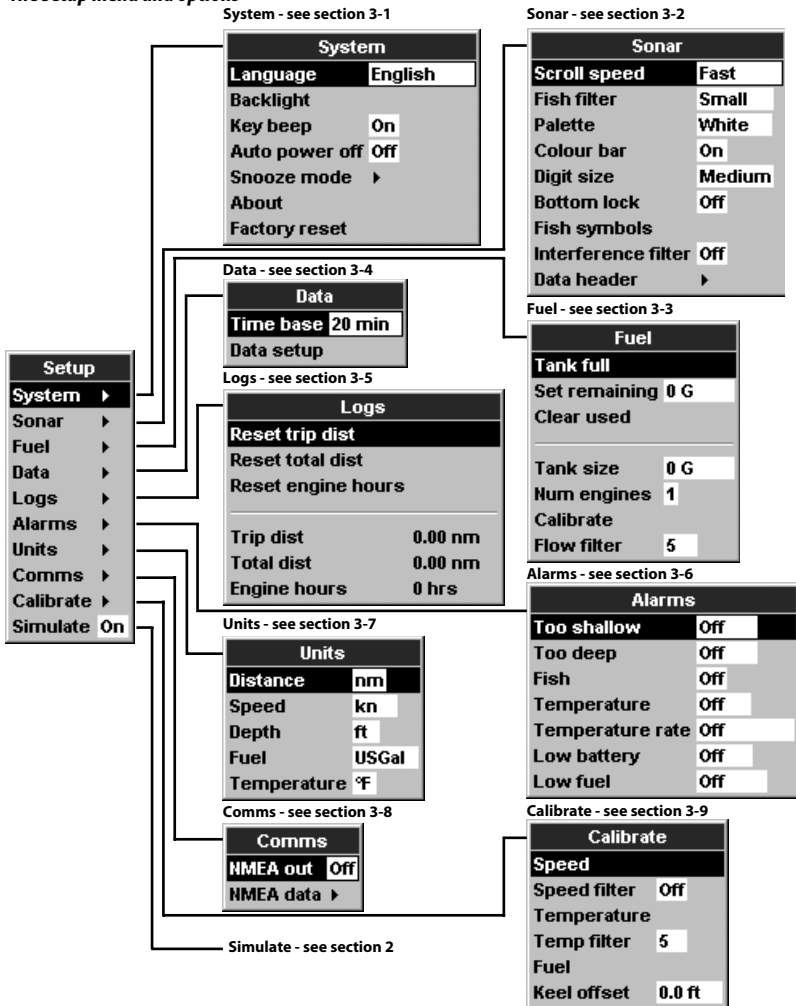 System - see section 3-1
System
Language English
Backlight
Key beep On
Auto power off Off
Snooze mode
About
Factory reset
Sonar - see section 3-2
Sonar
Scroll speed Fast
Fish filter Small
Palette White
Colour bar On
Digit size Medium
Bottom lock Off
Fish symbols
Interference filter Off
Data header
Data - see section 3-4
Data
Time base 20 min
Data setup
Fuel - see section 3-3
Fuel
Tank full
Set remaining 0 G
Clear used
Tank size 0 G
Num engines 1
Calibrate
Flow filter 5
Setup
System
Sonar
Fuel
Data
Logs
Alarms
Units
Comms
Calibrate
Simulate On
Logs - see section 3-5
Logs
Reset trip dist
Reset total dist
Reset engine hours
Trip dist 0.00 nm
Total dist 0.00 nm
Engine hours 0 hrs
Alarms - see section 3-6
Alarms
Too shallow Off
Too deep Off
Fish Off
Temperature Off
Temperature rate Off
Low battery Off
Low fuel Off
Units - see section 3-7
Units
Distance nm
Speed kn
Depth ft
Fuel USGal
Temperature °F
Comms - see section 3-8
Comms
NMEA out Off
NMEA data
Calibrate - see section 3-9
Calibrate
Speed
Speed filter Off
Temperature
Temp filter 5
Fuel
Keel offset 0.0 ft
Simulate - see section 2